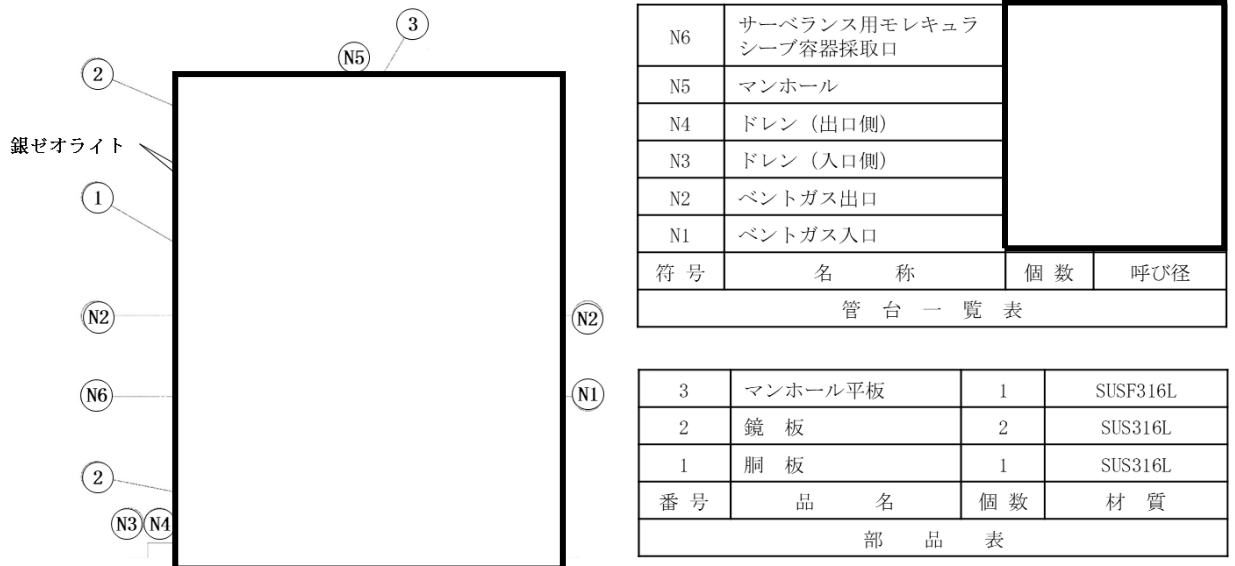 3
N5
2
銀ゼオライト
1
N2
N2
N6
N1
2
N3 N4
N6 サーベランス用モレキュラ
シーブ容器採取口
N5 マンホール
N4 ドレン（出口側）
N3 ドレン（入口側）
N2 ベントガス出口
N1 ベントガス入口
符号 名称 個数 呼び径
管台一覧表
3 マンホール平板 1 SUSF316L
2 鏡板 2 SUS316L
1 胴板 1 SUS316L
番号 品名 個数 材質
部品表